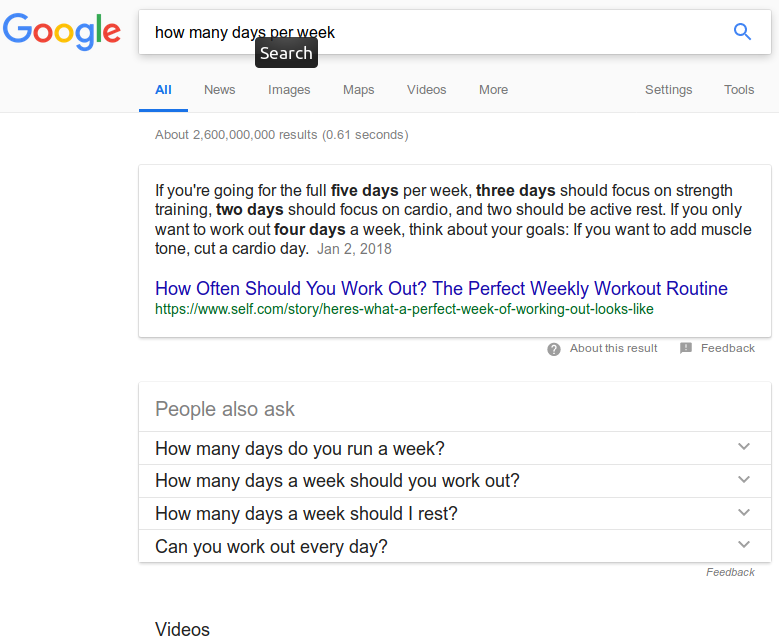 Google
how many days per week
Search
All News Images Maps Videos More Settings Tools
About 2,600,000,000 results (0.61 seconds)
If you're going for the full five days per week, three days should focus on strength
training, two days should focus on cardio, and two should be active rest. If you only
want to work out four days a week, think about your goals: If you want to add muscle
tone, cut a cardio day. Jan 2, 2018
How Often Should You Work Out? The Perfect Weekly Workout Routine
https://www.self.com/story/heres-what-a-perfect-week-of-working-out-looks-like
About this result Feedback
People also ask
How many days do you run a week?
How many days a week should you work out?
How many days a week should I rest?
Can you work out every day?
Feedback
Videos